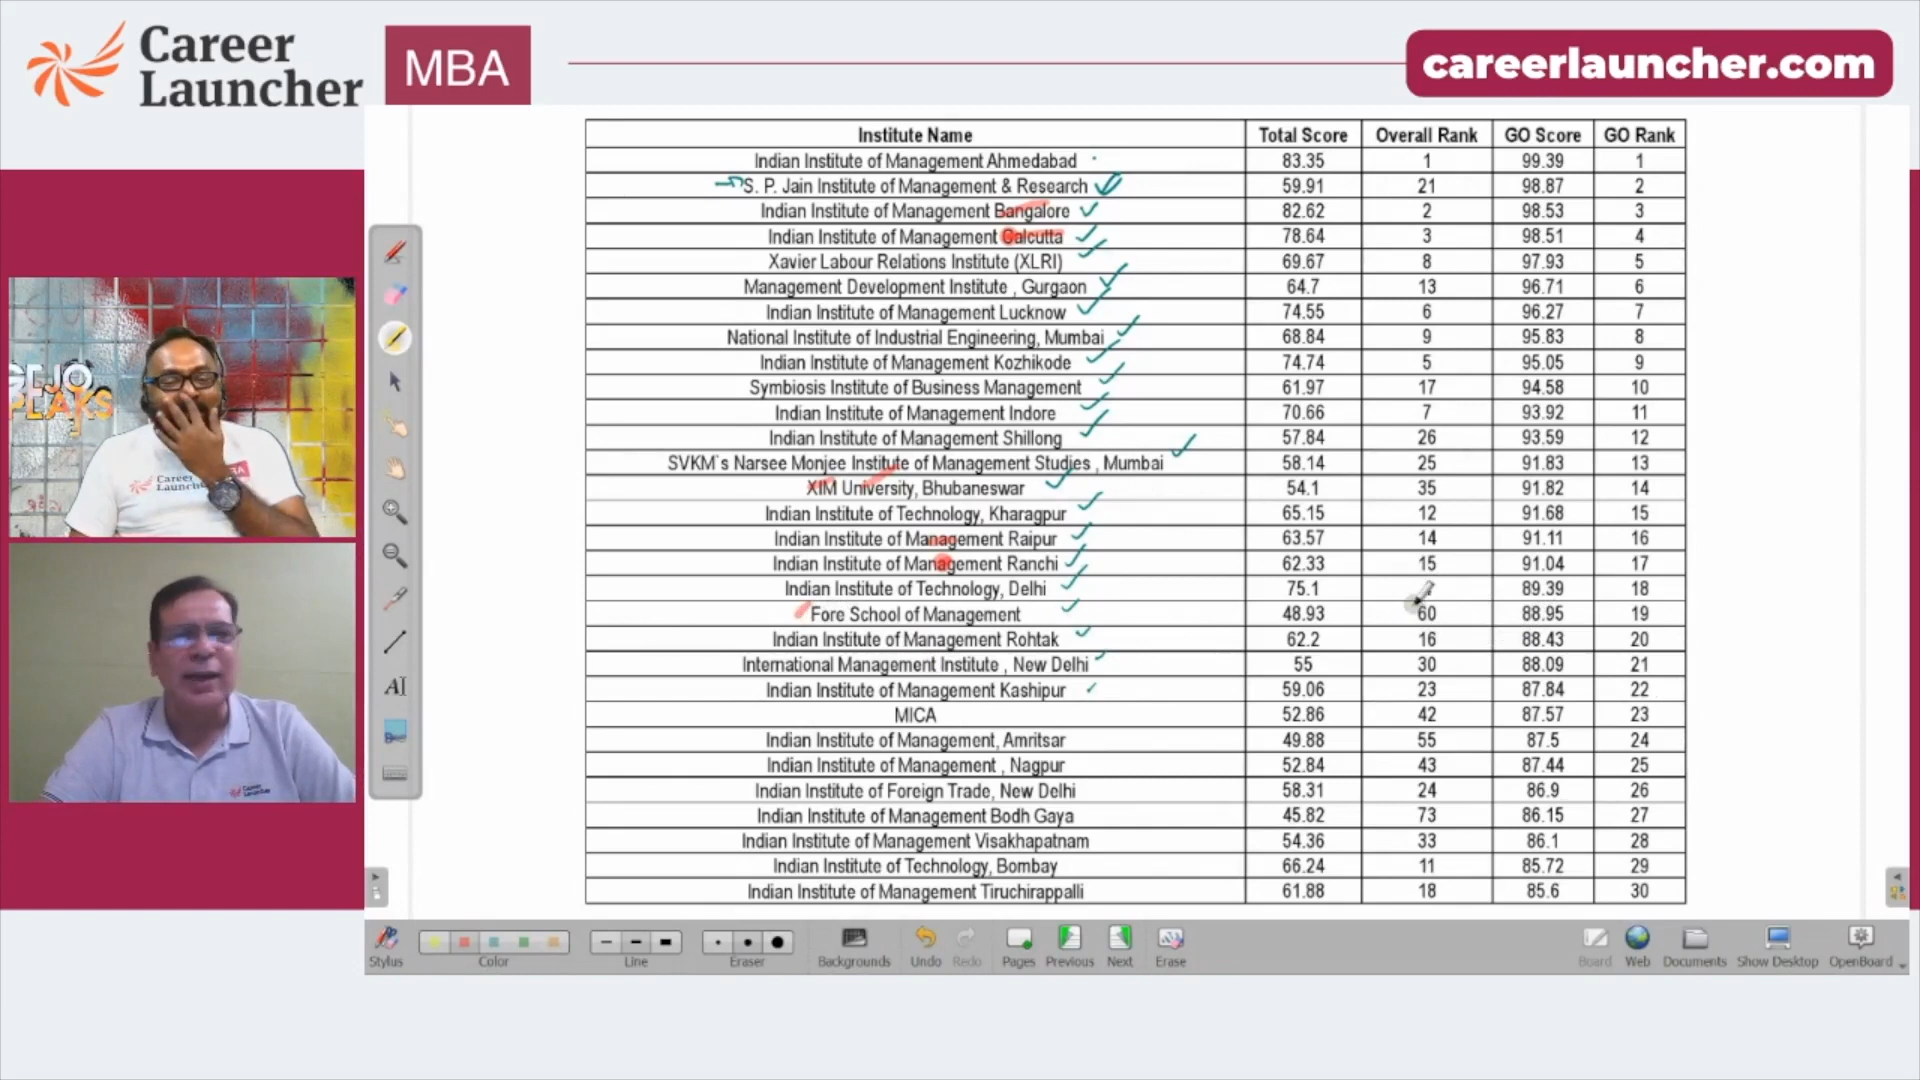 Career
Launcher
MBA
careerlauncher.com
Institute Name Total Score Overall Rank GO Score GO Rank
Indian Institute of Management Ahmedabad 83.35 1 99.39 1
S. P. Jain Institute of Management & Research 59.91 21 98.87 2
Indian Institute of Management Bangalore 82.62 2 98.53 3
Indian Institute of Management Calcutta 78.64 3 98.51 4
Xavier Labour Relations Institute (XLRI) 69.67 8 97.93 5
Management Development Institute , Gurgaon 64.7 13 96.71 6
Indian Institute of Management Lucknow 74.55 6 96.27 7
National Institute of Industrial Engineering, Mumbai 68.84 9 95.83 8
Indian Institute of Management Kozhikode 74.74 5 95.05 9
Symbiosis Institute of Business Management 61.97 17 94.58 10
Indian Institute of Management Indore 70.66 7 93.92 11
Indian Institute of Management Shillong 57.84 26 93.59 12
SVKM`s Narsee Monjee Institute of Management Studies , Mumbai 58.14 25 91.83 13
XIM University, Bhubaneswar 54.1 35 91.82 14
Indian Institute of Technology, Kharagpur 65.15 12 91.68 15
Indian Institute of Management Raipur 63.57 14 91.11 16
Indian Institute of Management Ranchi 62.33 15 91.04 17
Indian Institute of Technology, Delhi 75.1 89.39 18
Fore School of Management 48.93 60 88.95 19
Indian Institute of Management Rohtak 62.2 16 88.43 20
International Management Institute , New Delhi 55 30 88.09 21
Indian Institute of Management Kashipur 59.06 23 87.84 22
MICA 52.86 42 87.57 23
Indian Institute of Management, Amritsar 49.88 55 87.5 24
Indian Institute of Management , Nagpur 52.84 43 87.44 25
Indian Institute of Foreign Trade, New Delhi 58.31 24 86.9 26
Indian Institute of Management Bodh Gaya 45.82 73 86.15 27
Indian Institute of Management Visakhapatnam 54.36 33 86.1 28
Indian Institute of Technology, Bombay 66.24 11 85.72 29
Indian Institute of Management Tiruchirappalli 61.88 18 85.6 30
Stylus Color Line Eraser Backgrounds Undo Redo Pages Previous Next Erase Board Web Documents Show Desktop OpenBoard